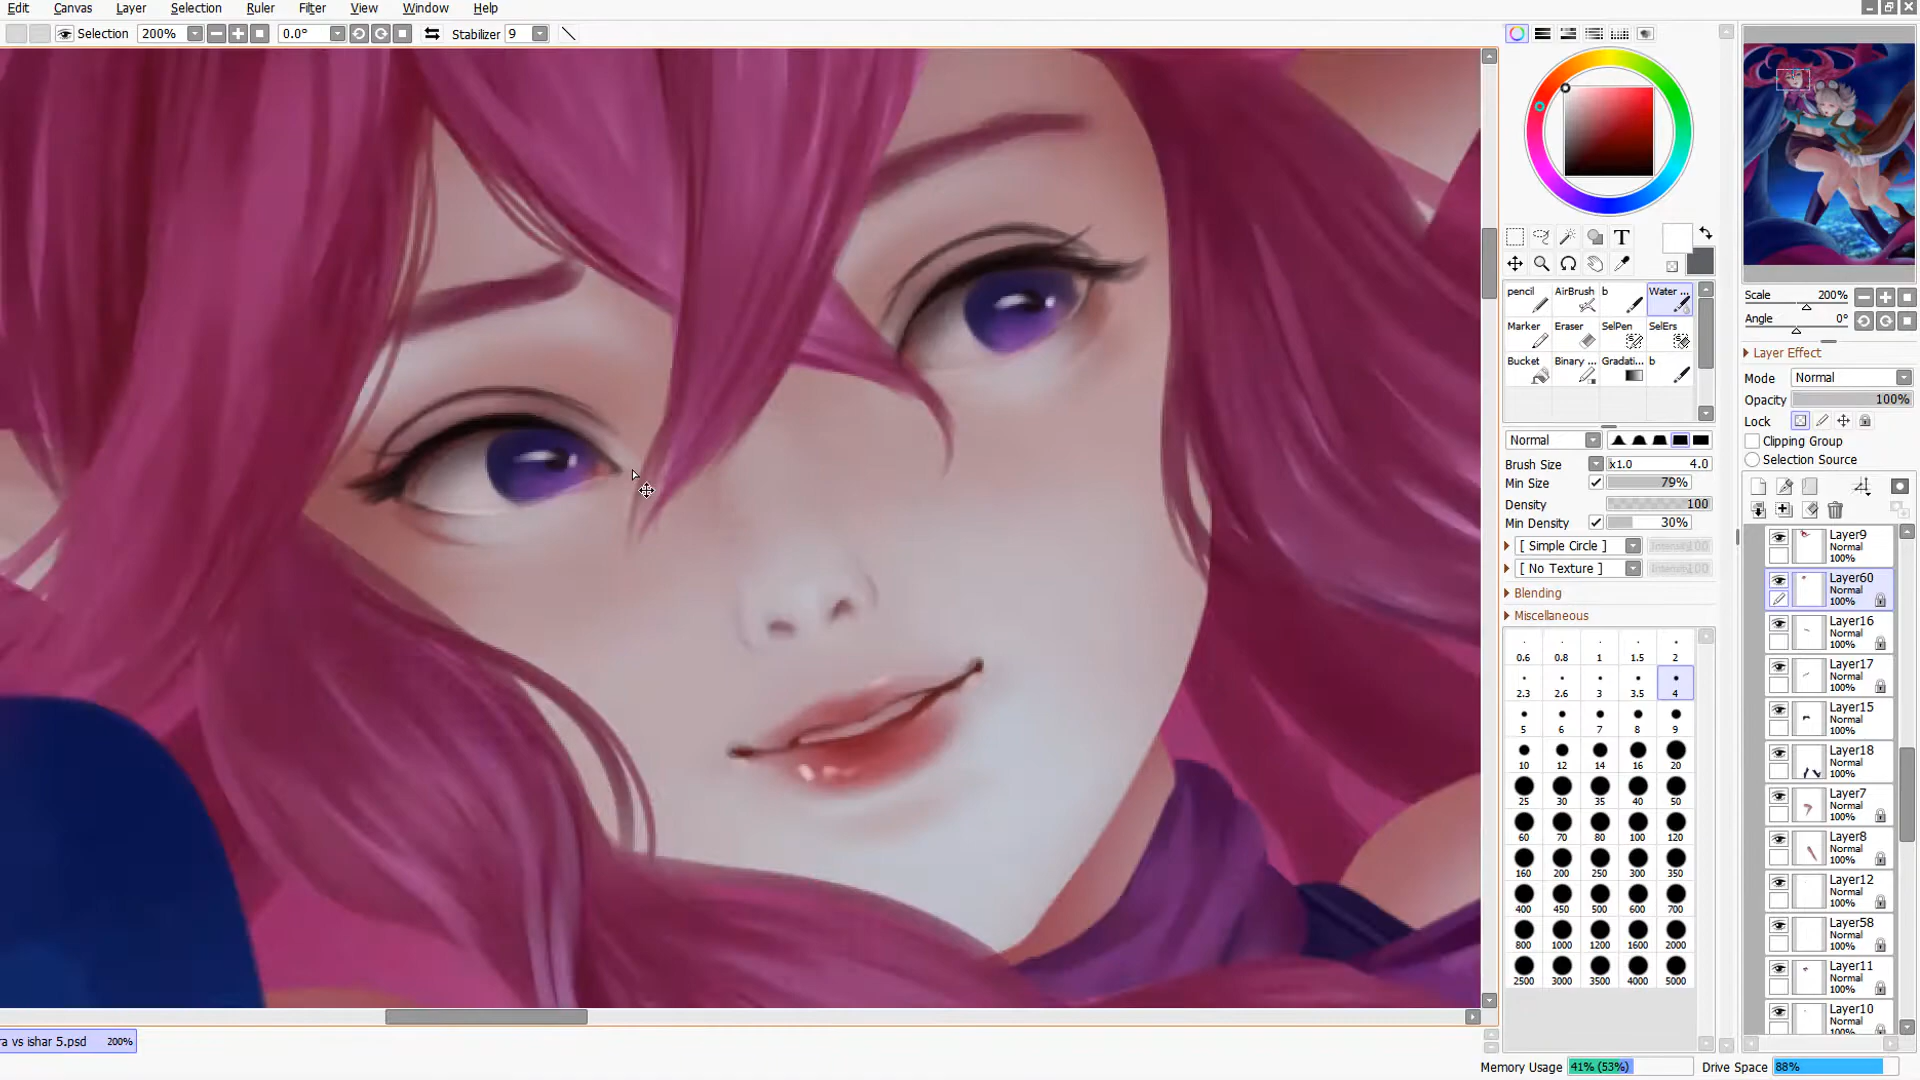 Edit Canvas Layer Selection Ruler Filter View Window Help
Selection 200% 0.0° Stabilizer 9
T
pencil AirBrush b Water ...
Marker Eraser SelPen SelErs
Bucket Binary ... Gradati... b
Normal
Brush Size x1.0 4.0
Min Size 79%
Density 100
Min Density 30%
[ Simple Circle ]
[ No Texture ]
Blending
Miscellaneous
0.6 0.8 1 1.5 2
2.3 2.6 3 3.5 4
5 6 7 8 9
10 12 14 16 20
25 30 35 40 50
60 70 80 100 120
160 200 250 300 350
400 450 500 600 700
800 1000 1200 1600 2000
2500 3000 3500 4000 5000
Scale 200%
Angle 0°
Layer Effect
Mode Normal
Opacity 100%
Lock
Clipping Group
Selection Source
Layer9
Normal
100%
Layer60
Normal
100%
Layer16
Normal
100%
Layer17
Normal
100%
Layer15
Normal
100%
Layer18
Normal
100%
Layer7
Normal
100%
Layer8
Normal
100%
Layer12
Normal
100%
Layer58
Normal
100%
Layer11
Normal
100%
Layer10
Normal
100%
ra vs ishar 5.psd 200%
Memory Usage 41% (53%) Drive Space 88%